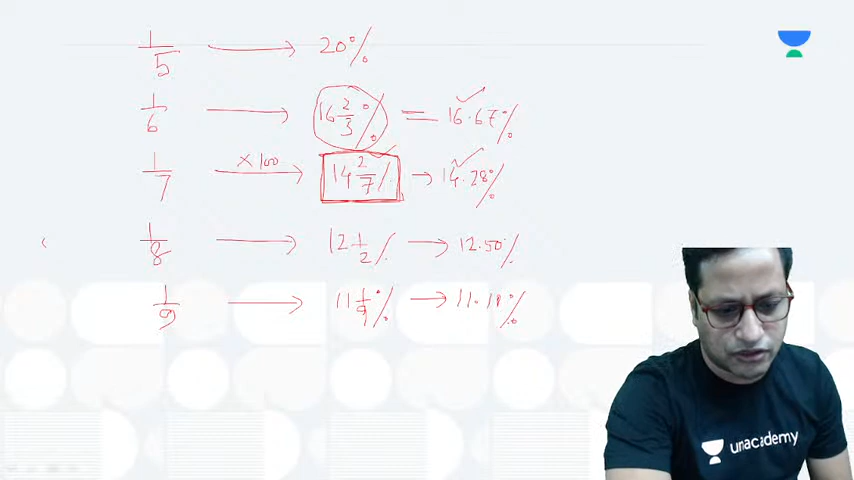 1/5 → 20%
1/6 → 16 2/3 % = 16.67%
1/7 ×100 → 14 2/7 % → 14.28%
1/8 → 12 1/2 % → 12.50%
1/9 → 11 1/9 % → 11.11%
unacademy